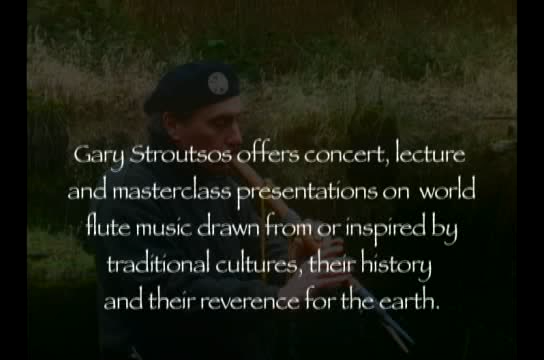 Gary Stroutsos offers concert, lecture
and masterclass presentations on world
flute music drawn from or inspired by
traditional cultures, their history
and their reverence for the earth.